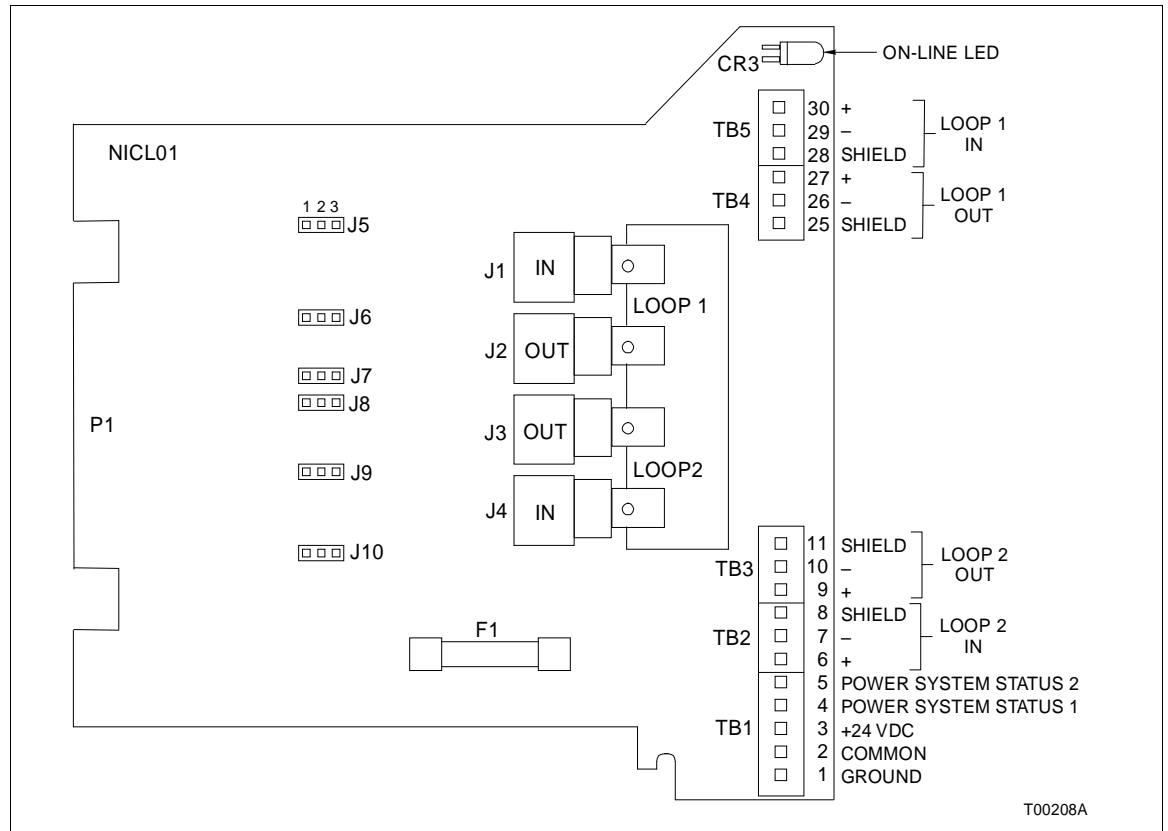 CR3
ON-LINE LED
NICL01
TB5
30 +
29 –
28 SHIELD
LOOP 1
IN
TB4
27 +
26 –
25 SHIELD
LOOP 1
OUT
1 2 3
J5
J6
J7
J8
J9
J10
P1
J1
IN
LOOP 1
J2
OUT
J3
OUT
LOOP2
J4
IN
F1
TB3
11 SHIELD
10 –
9 +
LOOP 2
OUT
TB2
8 SHIELD
7 –
6 +
LOOP 2
IN
TB1
5 POWER SYSTEM STATUS 2
4 POWER SYSTEM STATUS 1
3 +24 VDC
2 COMMON
1 GROUND
T00208A